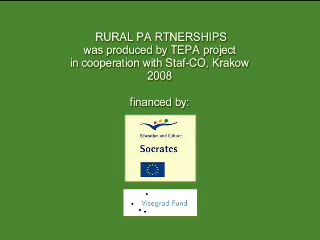 RURAL PA RTNERSHIPS
was produced by TEPA project
in cooperation with Staf-CO, Krakow
2008
financed by:
Education and Culture
Socrates
Visegrad Fund